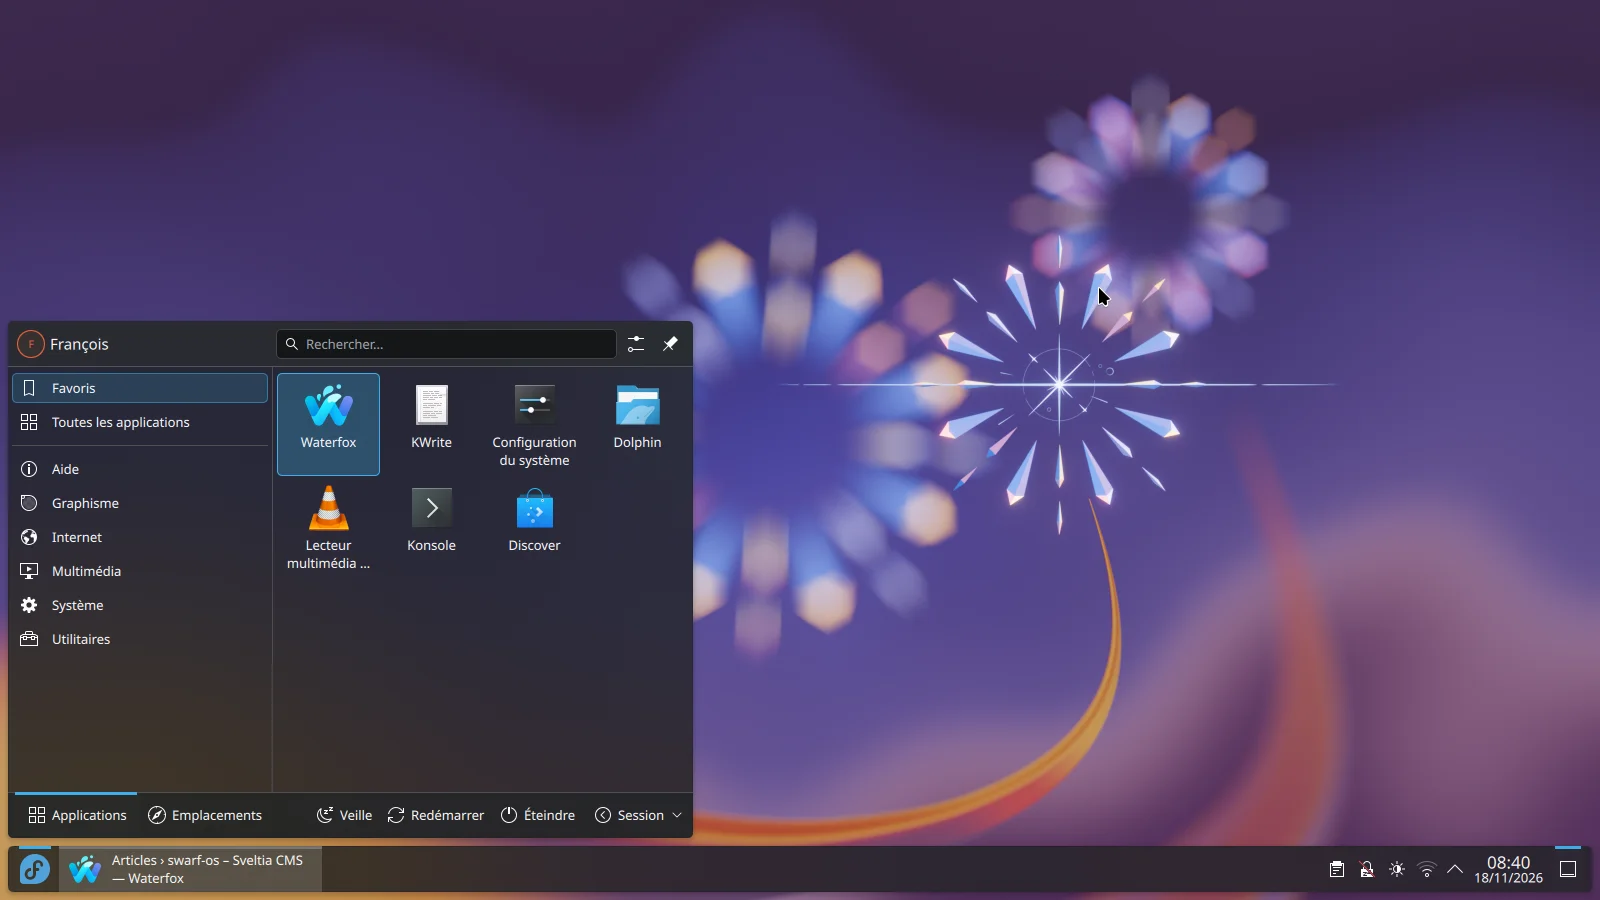 F François
Rechercher...
Favoris
Toutes les applications
Aide
Graphisme
Internet
Multimédia
Système
Utilitaires
Waterfox
KWrite
Configuration
du système
Dolphin
Lecteur
multimédia ...
Konsole
Discover
Applications
Emplacements
Veille
Redémarrer
Éteindre
Session
Articles › swarf-os – Sveltia CMS
— Waterfox
08:40
18/11/2026